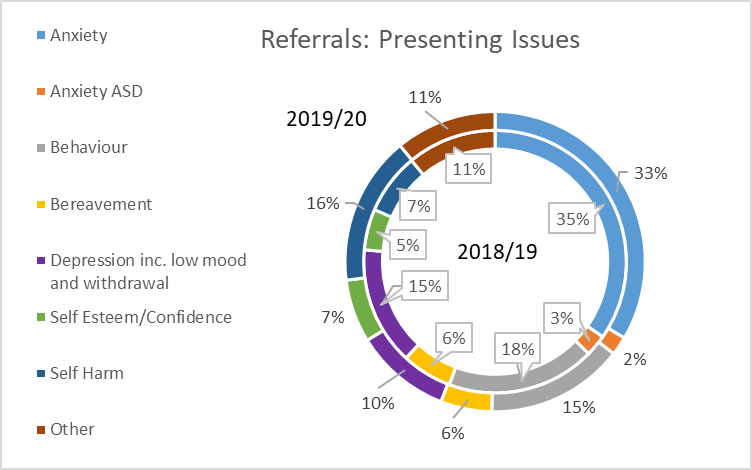 Referrals: Presenting Issues
Anxiety
Anxiety ASD
Behaviour
Bereavement
Depression inc. low mood
and withdrawal
Self Esteem/Confidence
Self Harm
Other
2019/20
11%
33%
2%
15%
6%
10%
7%
16%
2018/19
11%
35%
3%
18%
6%
15%
5%
7%